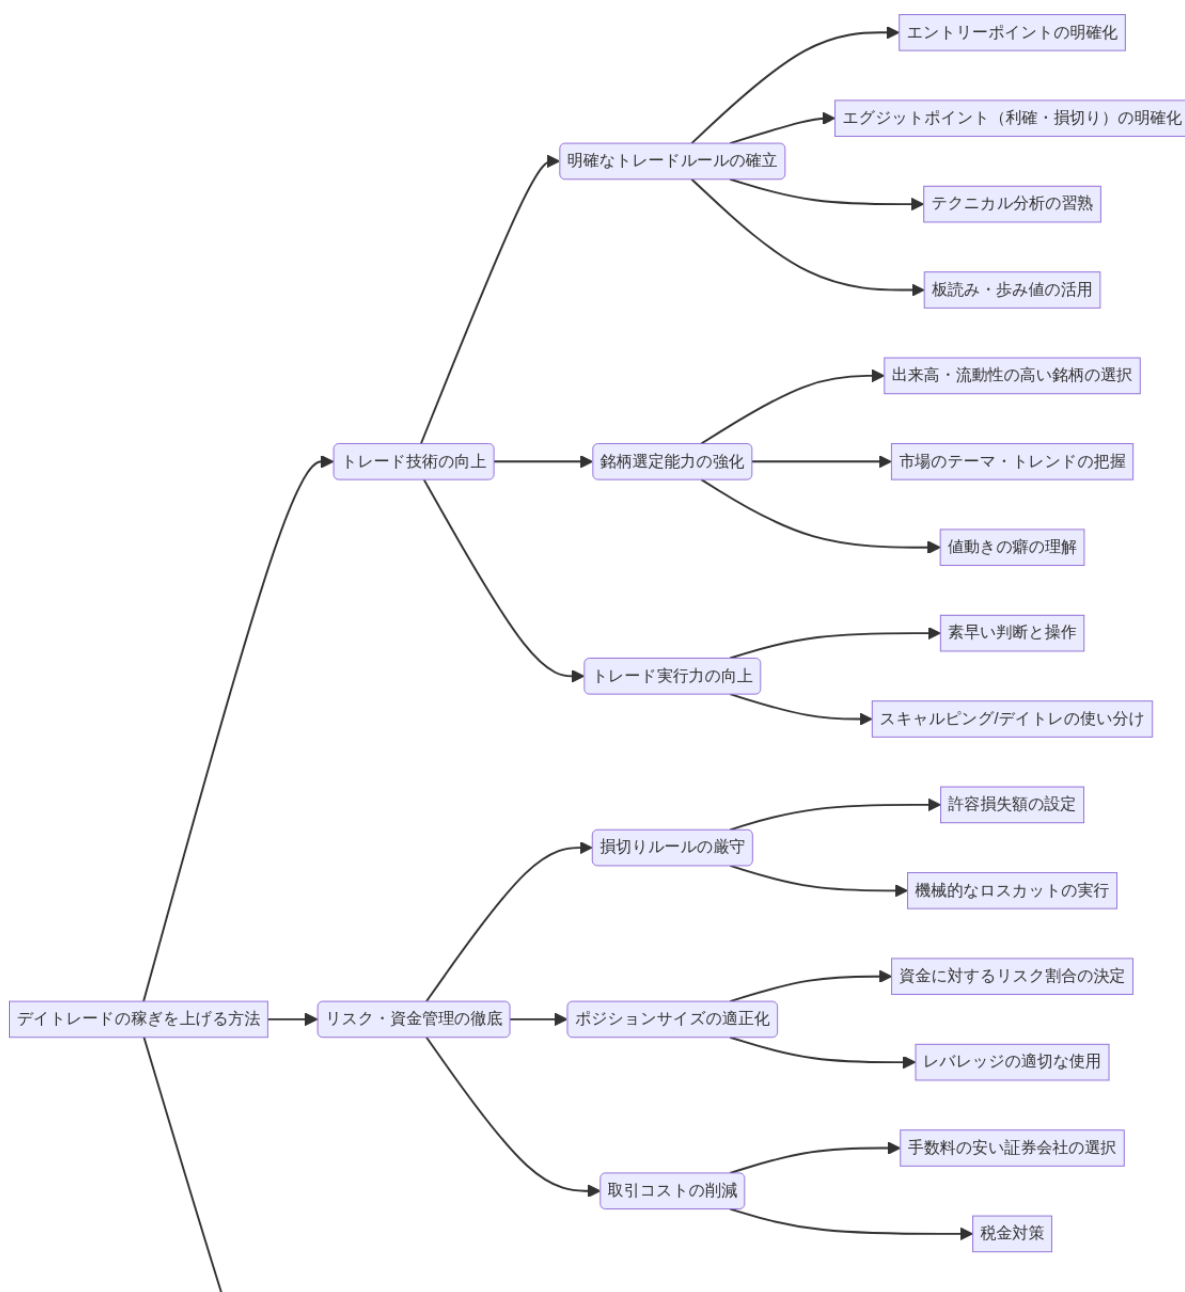 エントリーポイントの明確化
エグジットポイント（利確・損切り）の明確化
明確なトレードルールの確立
テクニカル分析の習熟
板読み・歩み値の活用
出来高・流動性の高い銘柄の選択
トレード技術の向上
銘柄選定能力の強化
市場のテーマ・トレンドの把握
値動きの癖の理解
素早い判断と操作
トレード実行力の向上
スキャルピング/デイトレの使い分け
許容損失額の設定
損切りルールの厳守
機械的なロスカットの実行
資金に対するリスク割合の決定
デイトレードの稼ぎを上げる方法
リスク・資金管理の徹底
ポジションサイズの適正化
レバレッジの適切な使用
手数料の安い証券会社の選択
取引コストの削減
税金対策